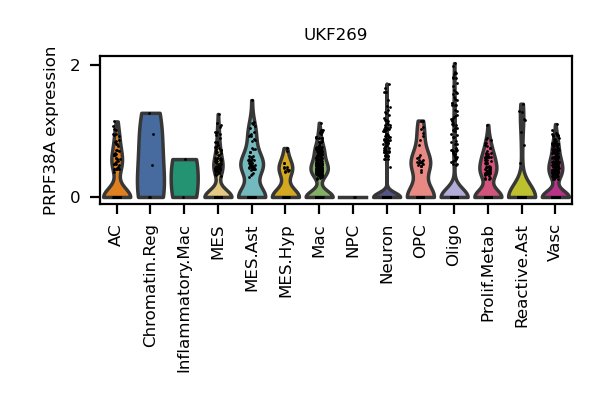 UKF269
PRPF38A expression
2
0
AC
Chromatin.Reg
Inflammatory.Mac
MES
MES.Ast
MES.Hyp
Mac
NPC
Neuron
OPC
Oligo
Prolif.Metab
Reactive.Ast
Vasc